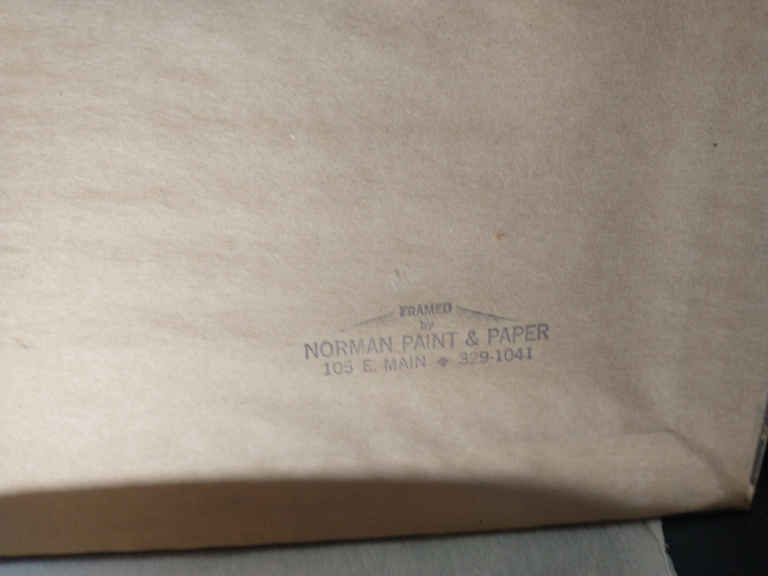 FRAMED
by
NORMAN PAINT & PAPER
105 E. MAIN ❖ 329-1041